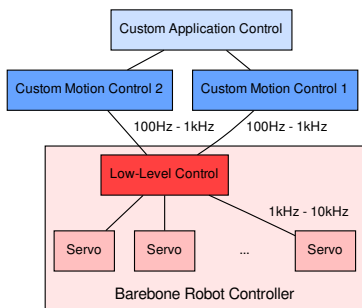 Custom Application Control
Custom Motion Control 2
Custom Motion Control 1
100Hz - 1kHz
100Hz - 1kHz
Low-Level Control
1kHz - 10kHz
Servo
Servo
...
Servo
Barebone Robot Controller